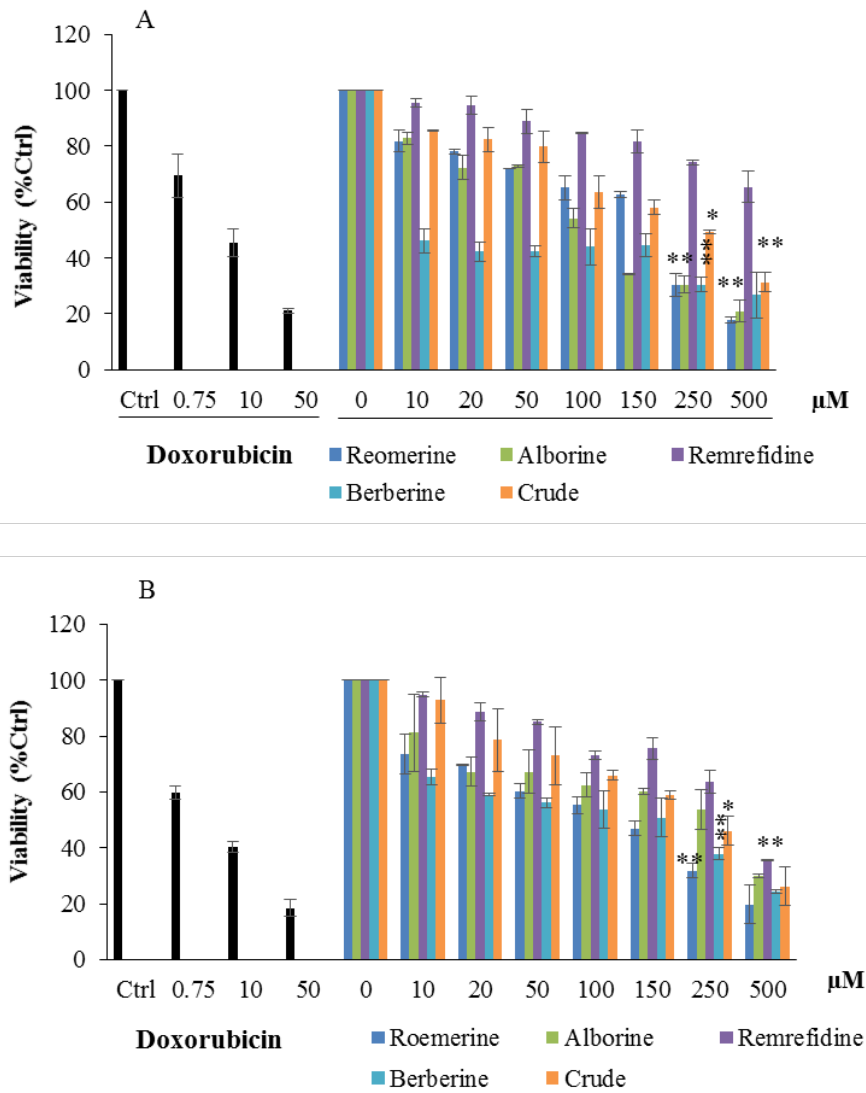 A
120
100
80
60
40
20
0
Viability (%Ctrl)
* *
* *
*
* *
* *
Ctrl 0.75 10 50 0 10 20 50 100 150 250 500 μM
Doxorubicin
Reomerine Alborine Remrefidine
Berberine Crude
B
120
100
80
60
40
20
0
Viability (%Ctrl)
* *
* *
*
* *
Ctrl 0.75 10 50 0 10 20 50 100 150 250 500 μM
Doxorubicin
Roemerine Alborine Remrefidine
Berberine Crude